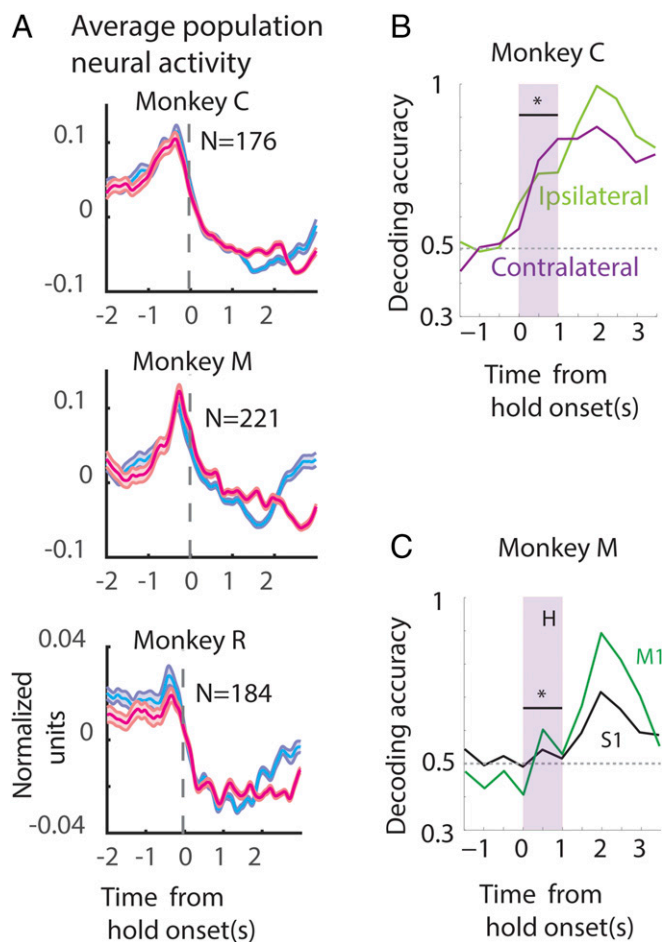 A
Average population
neural activity
Monkey C
N=176
0.1
0
-0.1
-2 -1 0 1 2
Monkey M
N=221
0.1
0
-0.1
-2 -1 0 1 2
Monkey R
N=184
0.04
0
-0.04
Normalized
units
-2 -1 0 1 2
Time from
hold onset(s)
B
Monkey C
Decoding accuracy
1
0.5
0.3
*
Ipsilateral
Contralateral
−1 0 1 2 3
Time from
hold onset(s)
C
Monkey M
Decoding accuracy
1
0.5
0.3
H
*
M1
S1
−1 0 1 2 3
Time from
hold onset(s)